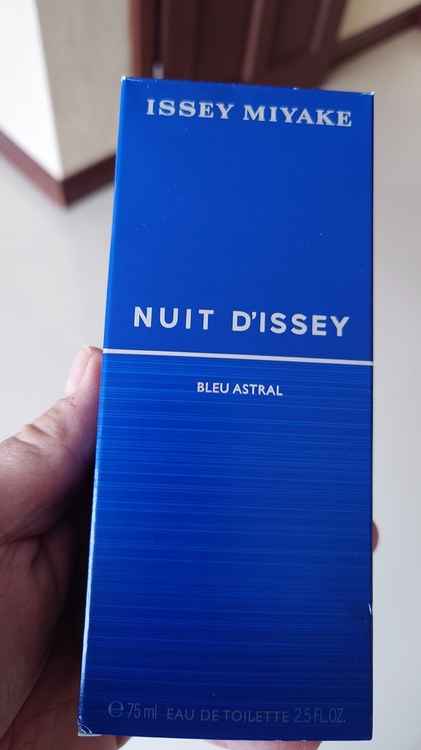 ISSEY MIYAKE
NUIT D'ISSEY
BLEU ASTRAL
℮ 75 ml EAU DE TOILETTE 2.5 FL.OZ.